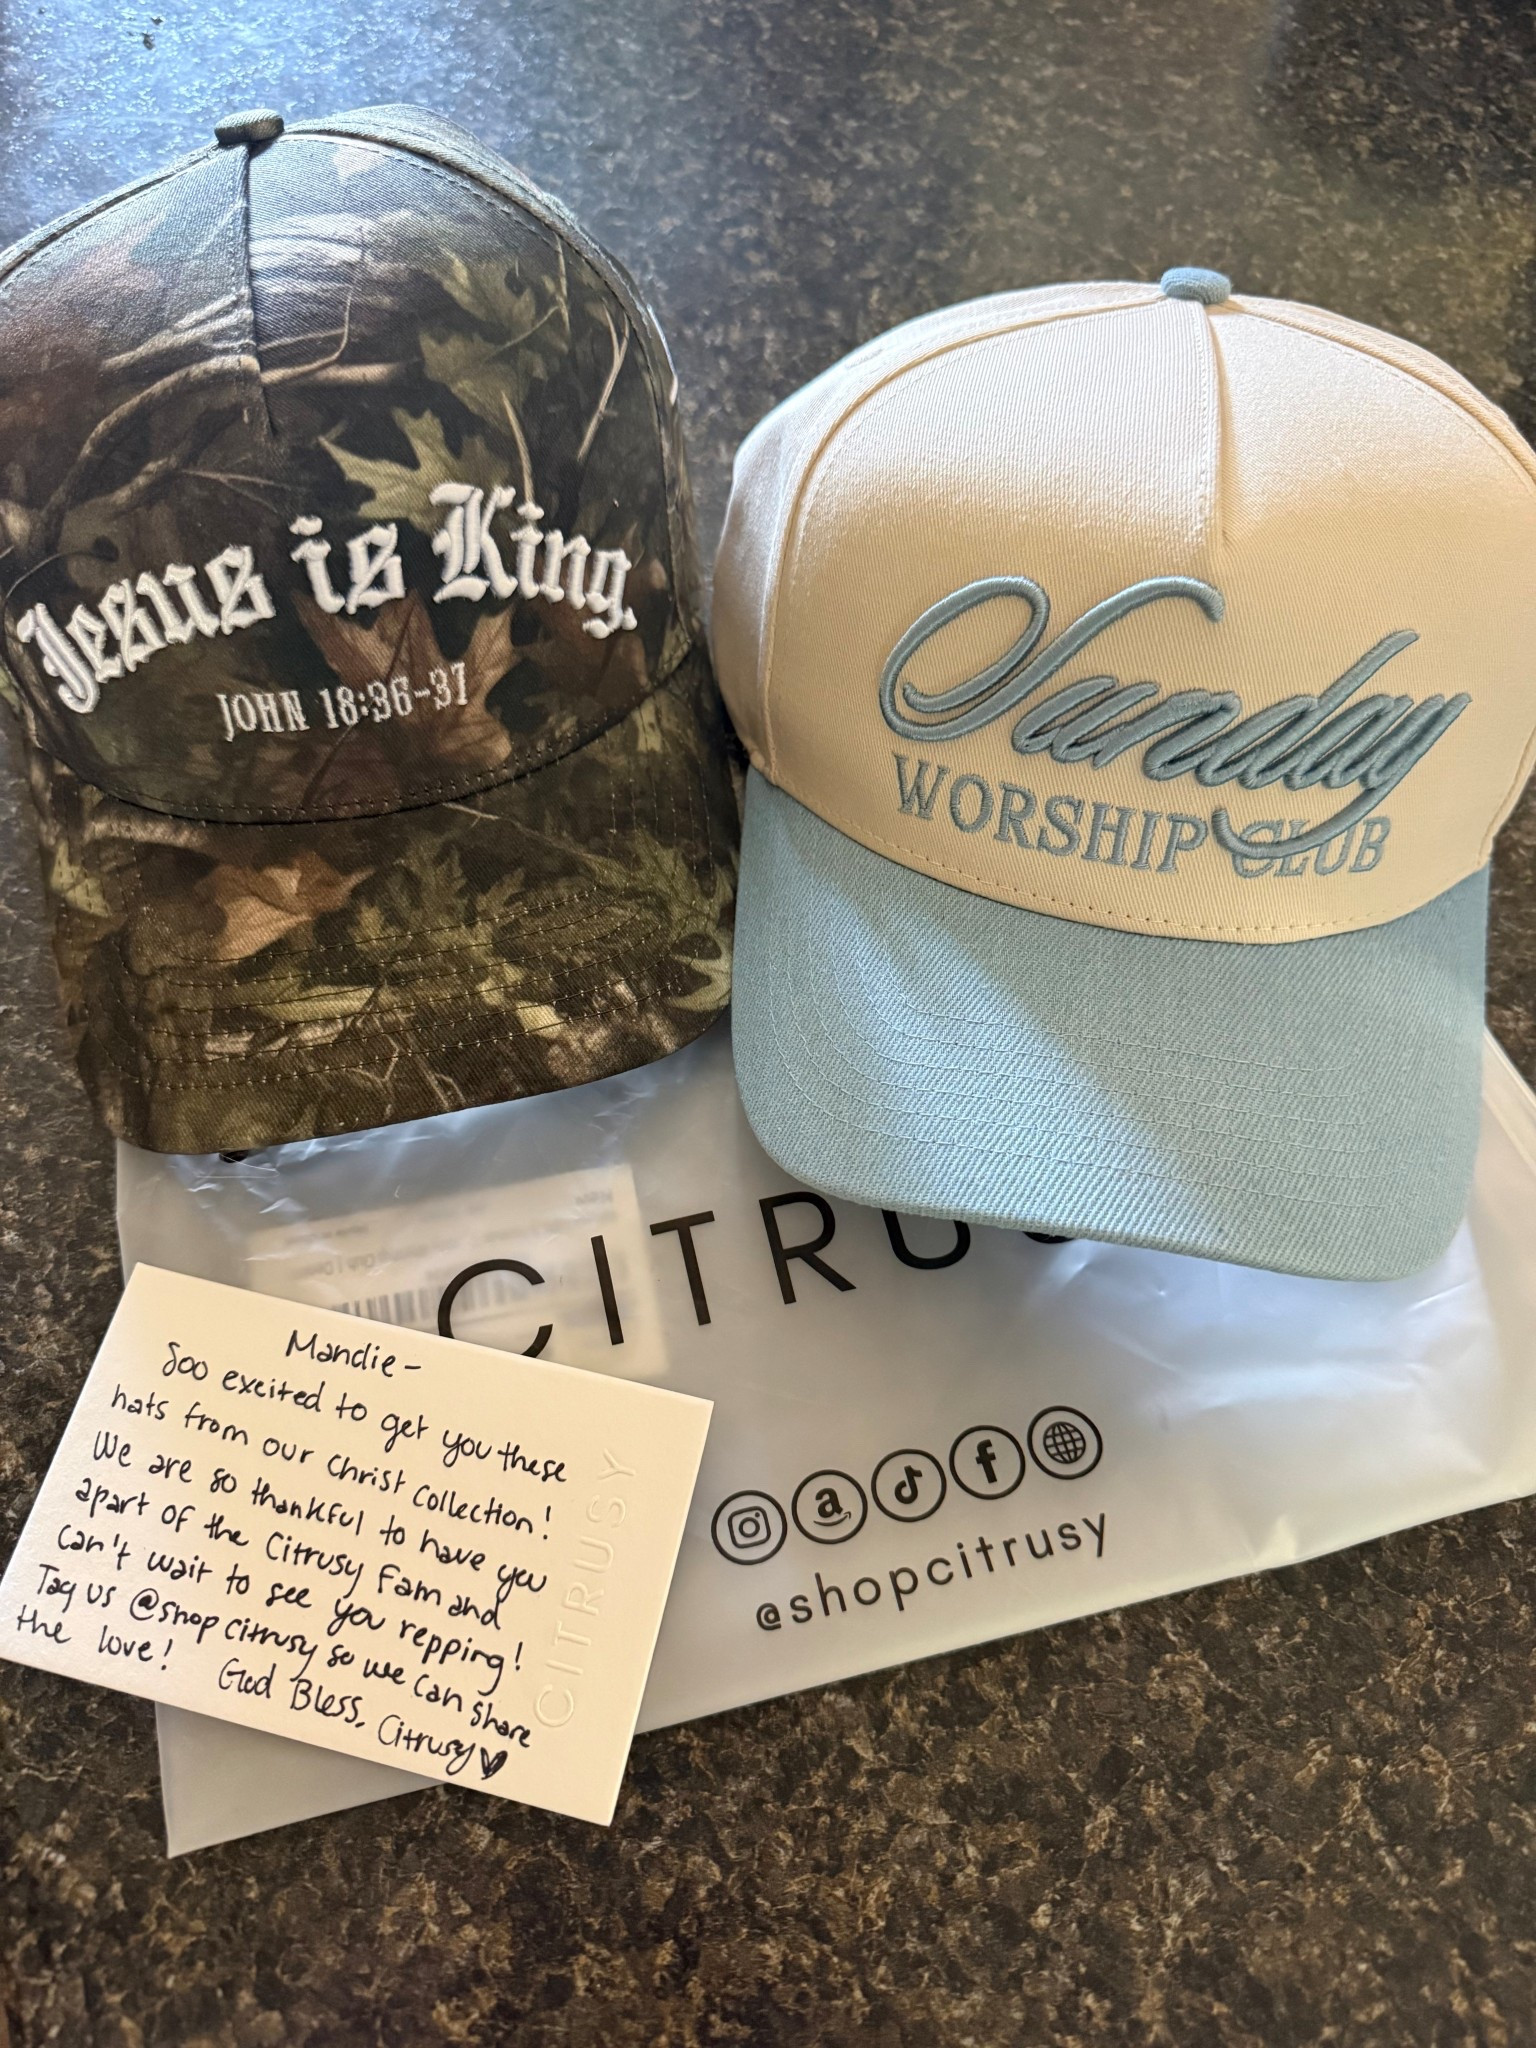 Jesus is King.
JOHN 18:36-37
Sunday
WORSHIP CLUB
CITRUS
@shopcitrusy
Mandie-
Soo excited to get you these
hats from our Christ Collection!
We are so thankful to have you
apart of the Citrusy Fam and
can't wait to see you repping!
Tag us @shopcitrusy so we can share
the love!
God Bless,
Citrusy
CITRUSY